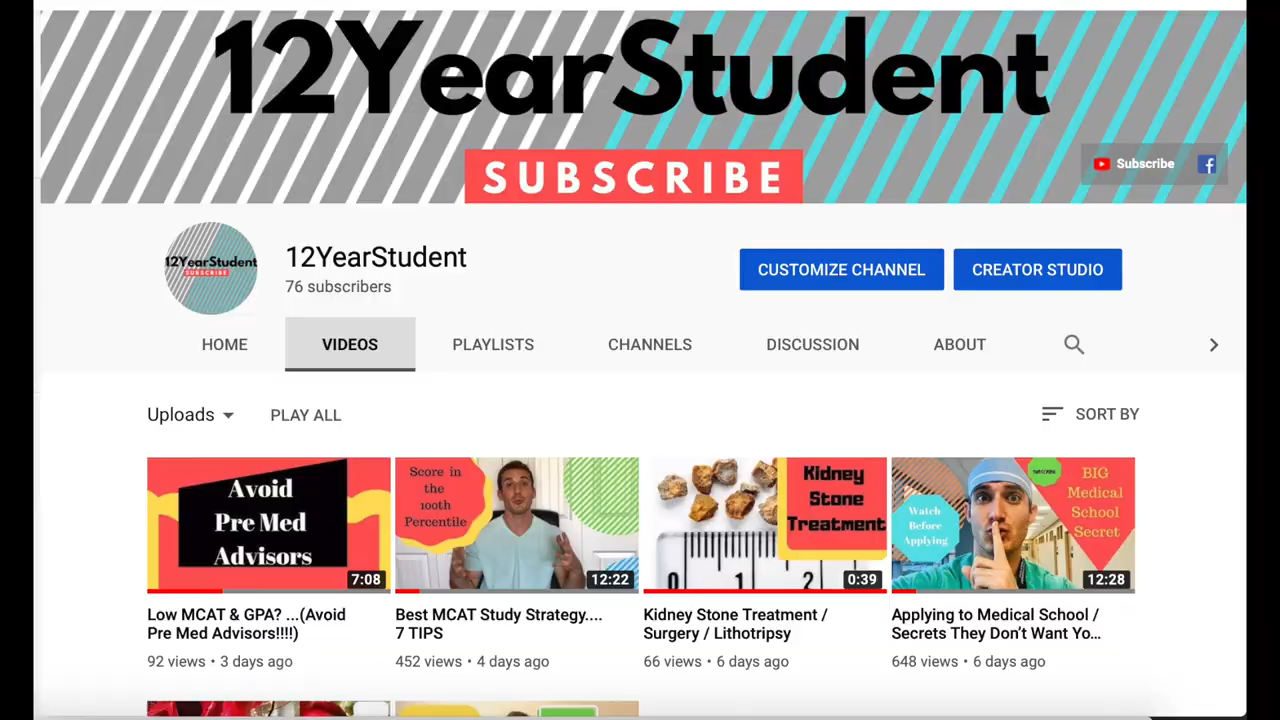 12YearStudent
SUBSCRIBE
Subscribe
12YearStudent
SUBSCRIBE
12YearStudent
76 subscribers
CUSTOMIZE CHANNEL
CREATOR STUDIO
HOME
VIDEOS
PLAYLISTS
CHANNELS
DISCUSSION
ABOUT
Uploads
PLAY ALL
SORT BY
Avoid
Pre Med
Advisors
7:08
Score in
the
100th
Percentile
12:22
Kidney
Stone
Treatment
0 1 2
0:39
SUBSCRIBE
Watch
Before
Applying
BIG
Medical
School
Secret
12:28
Low MCAT & GPA? ...(Avoid
Pre Med Advisors!!!!)
92 views • 3 days ago
Best MCAT Study Strategy....
7 TIPS
452 views • 4 days ago
Kidney Stone Treatment /
Surgery / Lithotripsy
66 views • 6 days ago
Applying to Medical School /
Secrets They Don't Want Yo...
648 views • 6 days ago